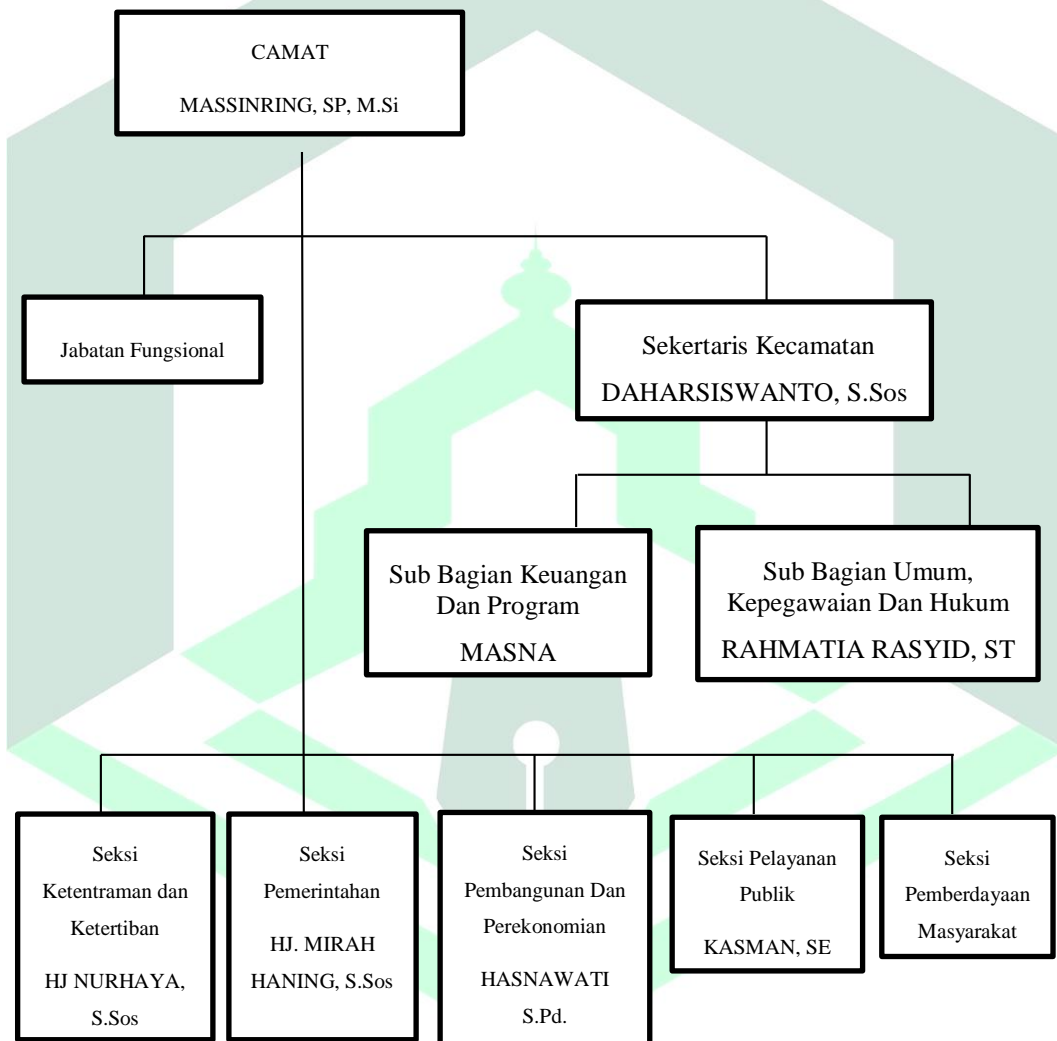 CAMAT
MASSINRING, SP, M.Si
Jabatan Fungsional
Sekertaris Kecamatan
DAHARSISWANTO, S.Sos
Sub Bagian Keuangan
Dan Program
MASNA
Sub Bagian Umum,
Kepegawaian Dan Hukum
RAHMATIA RASYID, ST
Seksi
Ketentraman dan
Ketertiban
HJ NURHAYA,
S.Sos
Seksi
Pemerintahan
HJ. MIRAH
HANING, S.Sos
Seksi
Pembangunan Dan
Perekonomian
HASNAWATI
S.Pd.
Seksi Pelayanan
Publik
KASMAN, SE
Seksi
Pemberdayaan
Masyarakat